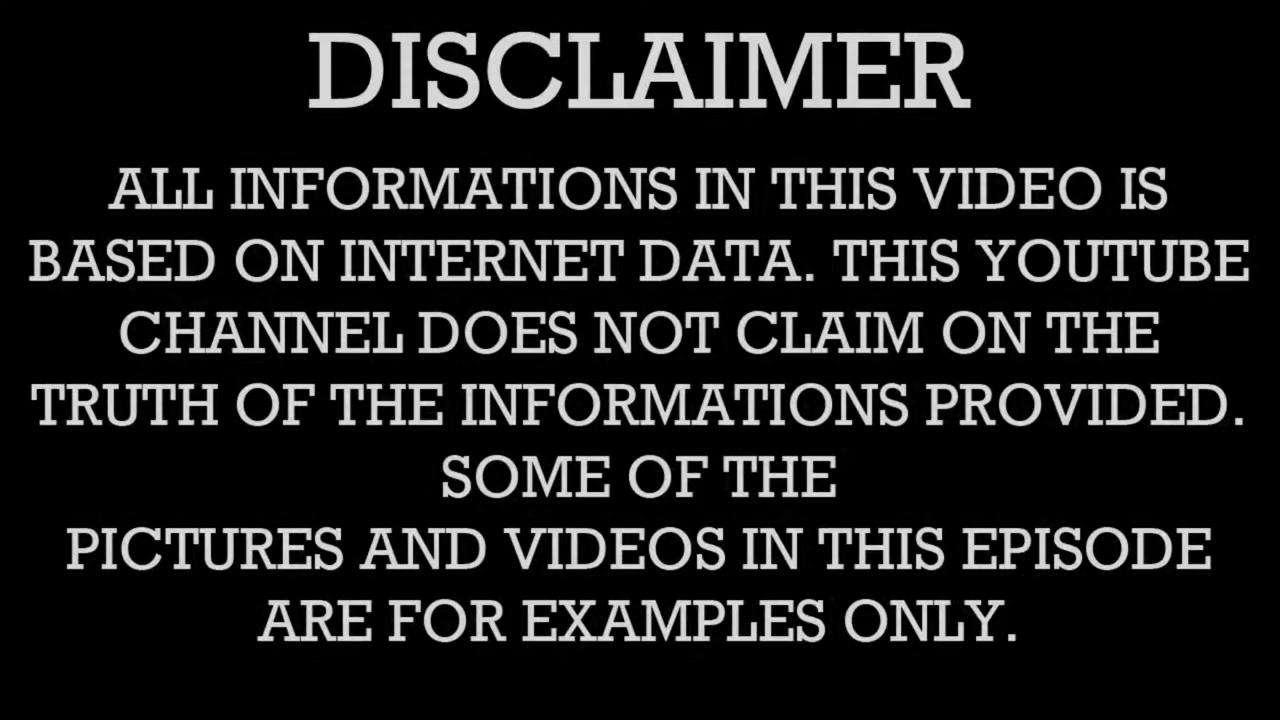 DISCLAIMER
ALL INFORMATIONS IN THIS VIDEO IS
BASED ON INTERNET DATA. THIS YOUTUBE
CHANNEL DOES NOT CLAIM ON THE
TRUTH OF THE INFORMATIONS PROVIDED.
SOME OF THE
PICTURES AND VIDEOS IN THIS EPISODE
ARE FOR EXAMPLES ONLY.